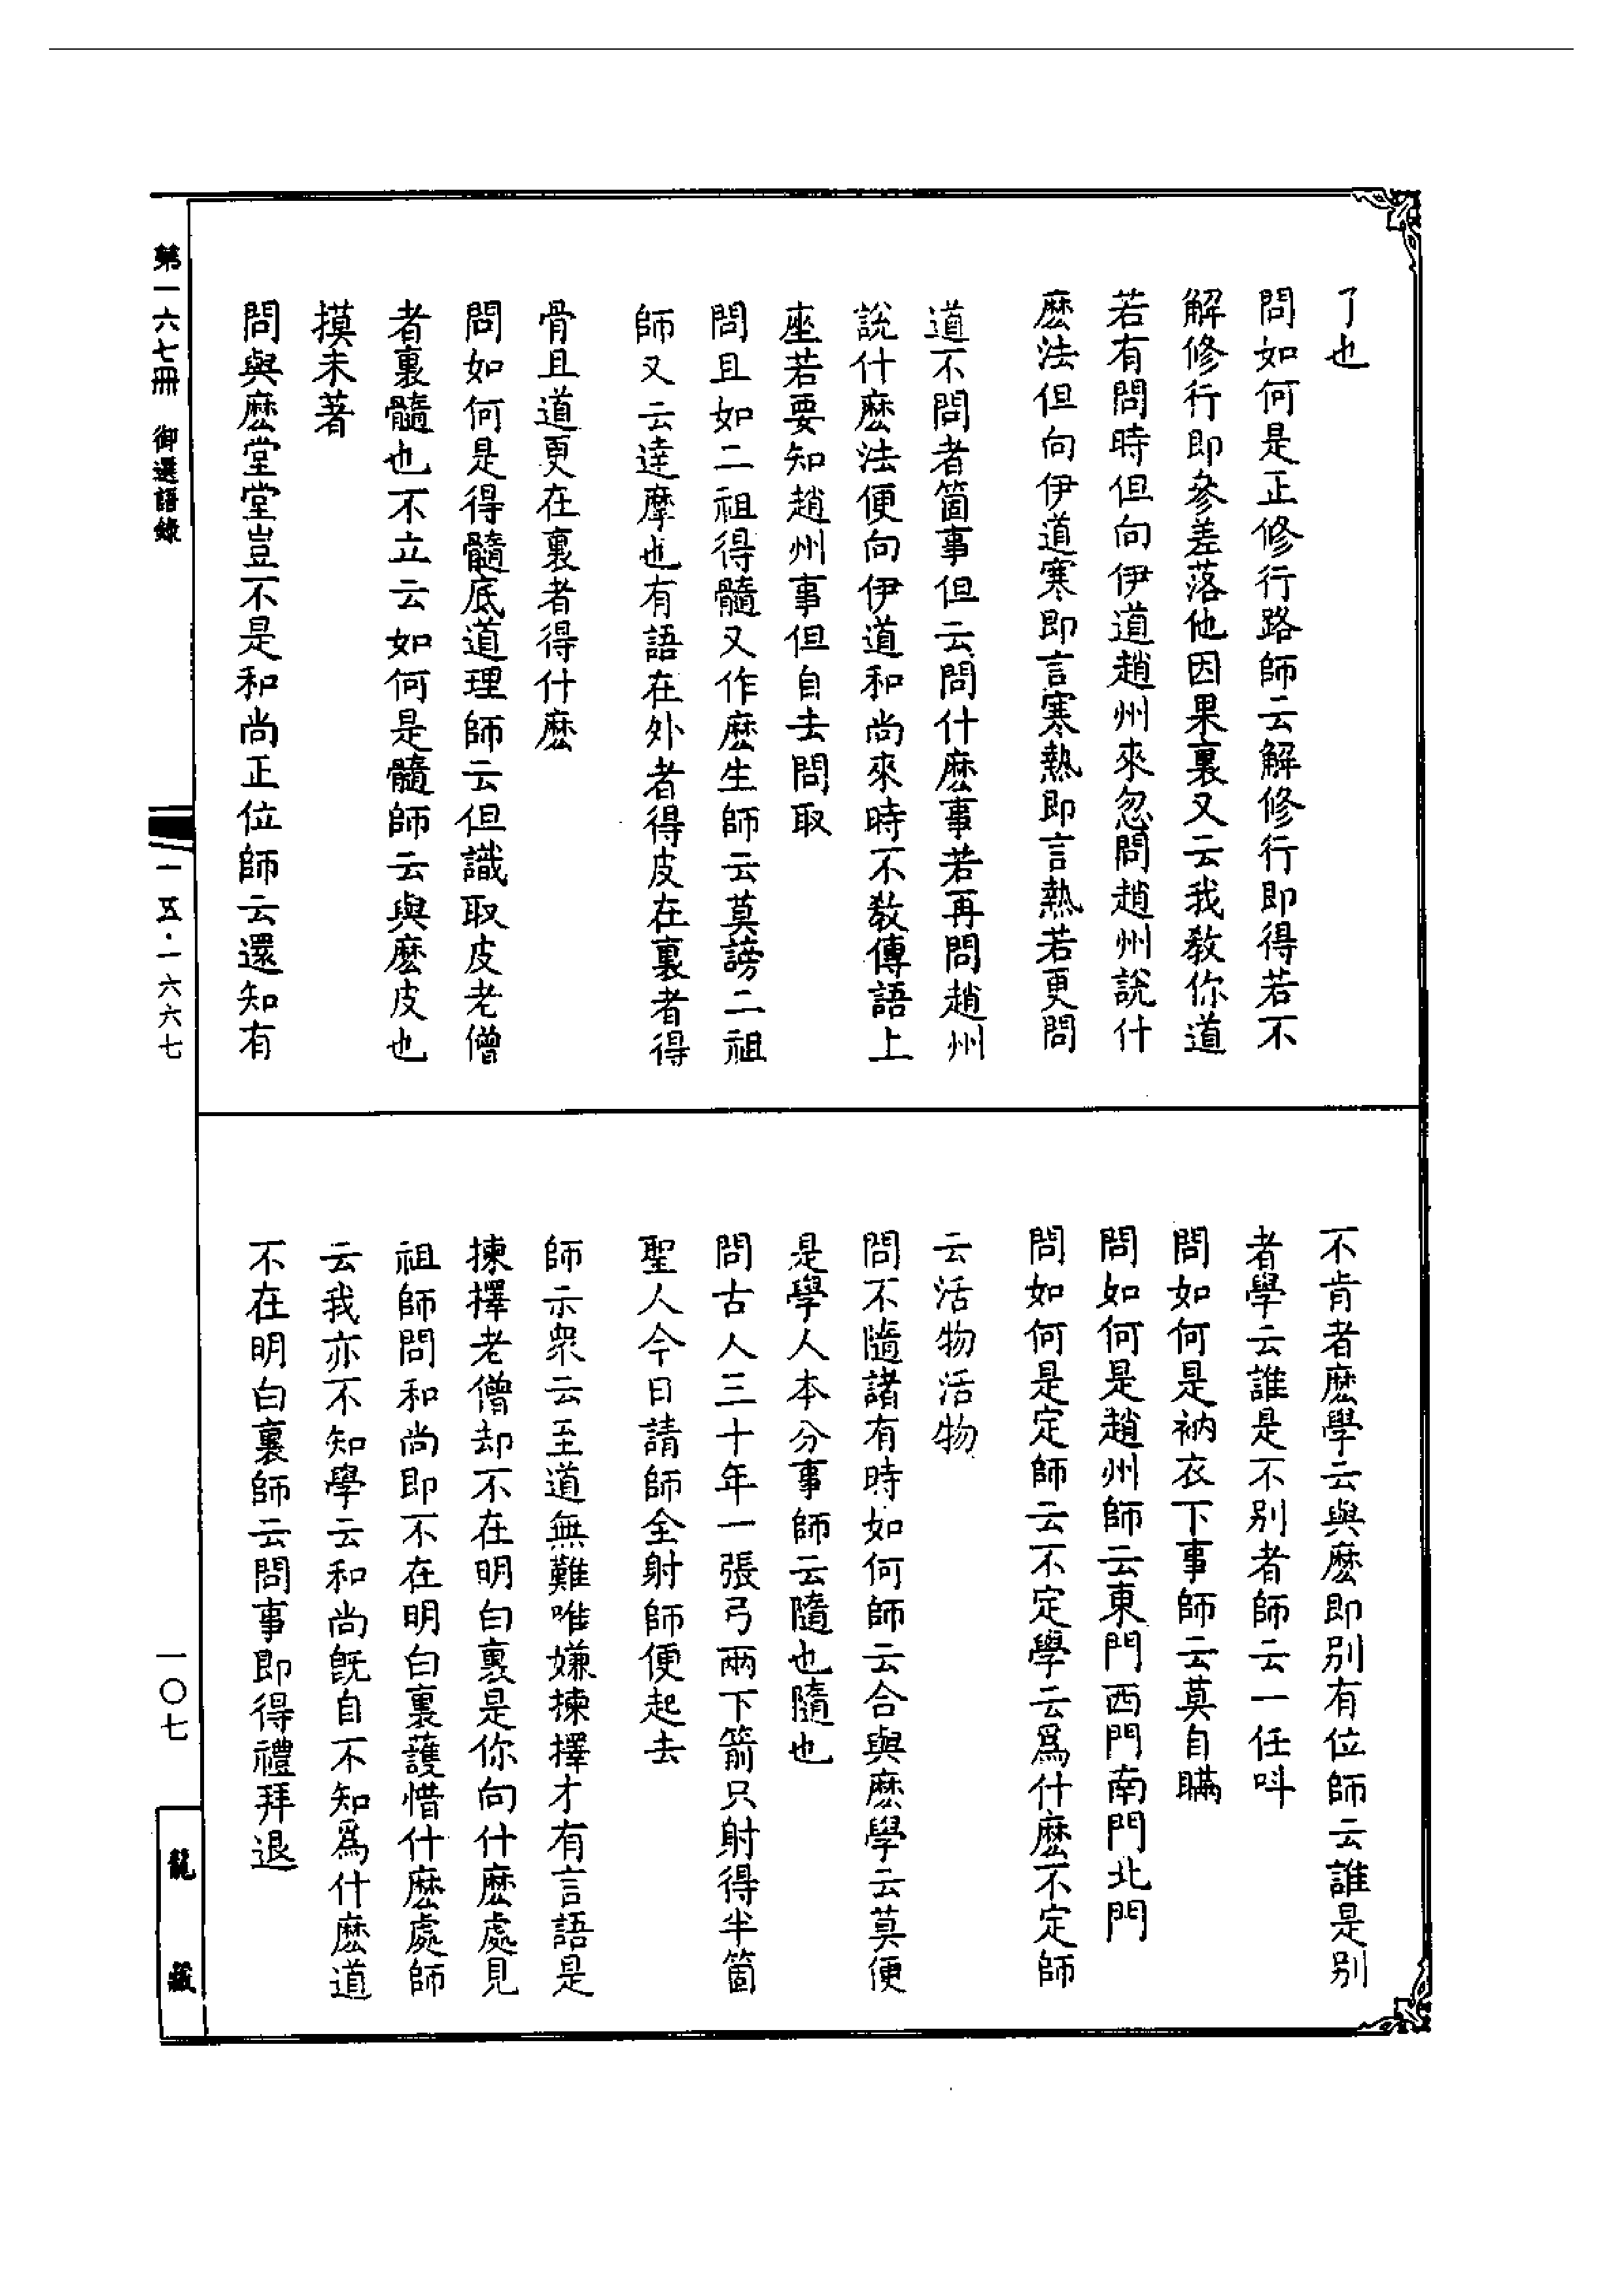 了也
問如何是正修行路師云解修行即得若不
解修行即參差落他因果裏又云我教你道
若有問時但向伊道趙州來忽問趙州說什
麽法但向伊道寒即言寒熱即言熱若更問
道不問者箇事但云問什麽事若再問趙州
說什麽法便向伊道和尚來時不教傳語上
座若要知趙州事但自去問取
問且如二祖得髓又作麽生師云莫謗二祖
師又云達摩也有語在外者得皮在裏者得
骨且道更在裏者得什麽
問如何是得髓底道理師云但識取皮老僧
者裏髓也不立云如何是髓師云與麽皮也
摸未著
問與麽堂堂豈不是和尚正位師云還知有
不肯者麽學云與麽即別有位師云誰是別
者學云誰是不別者師云一任呌
問如何是衲衣下事師云莫自瞞
問如何是趙州師云東門西門南門北門
問如何是定師云不定學云爲什麽不定師
云活物活物
問不隨諸有時如何師云合與麽學云莫便
是學人本分事師云隨也隨也
問古人三十年一張弓兩下箭只射得半箇
聖人今日請師全射師便起去
師示衆云至道無難唯嫌揀擇才有言語是
揀擇老僧却不在明白裏是你向什麽處見
祖師問和尚即不在明白裏護惜什麽處師
云我亦不知學云和尚旣自不知爲什麽道
不在明白裏師云問事即得禮拜退
第一六七冊 御選語錄
一五·一六六七
一〇七
龍藏